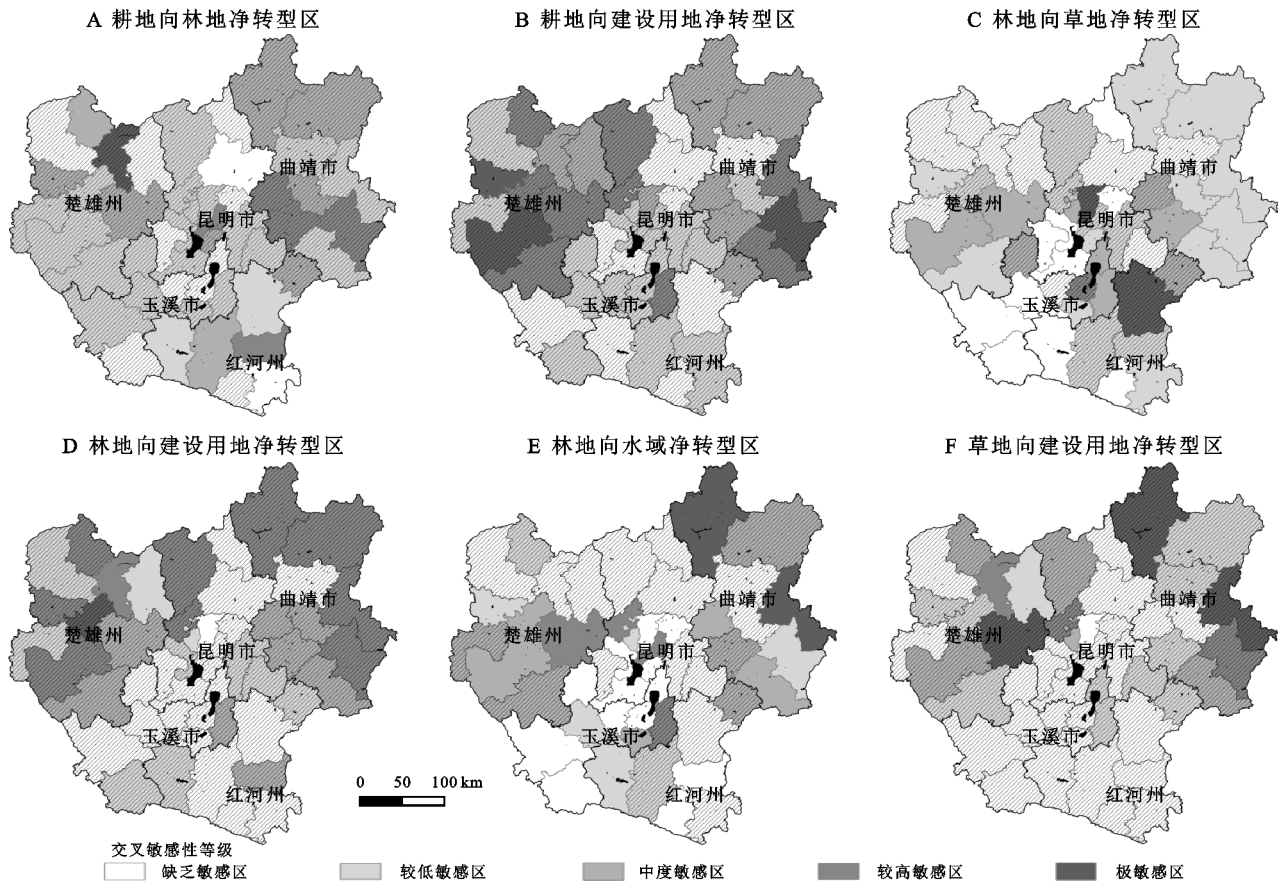 A 耕地向林地净转型区
B 耕地向建设用地净转型区
C 林地向草地净转型区
曲靖市
楚雄州
昆明市
玉溪市
红河州
曲靖市
楚雄州
昆明市
玉溪市
红河州
曲靖市
楚雄州
昆明市
玉溪市
红河州
D 林地向建设用地净转型区
E 林地向水域净转型区
F 草地向建设用地净转型区
曲靖市
楚雄州
昆明市
玉溪市
红河州
曲靖市
楚雄州
昆明市
玉溪市
红河州
曲靖市
楚雄州
昆明市
玉溪市
红河州
0 50 100 km
交叉敏感性等级
缺乏敏感区
较低敏感区
中度敏感区
较高敏感区
极敏感区